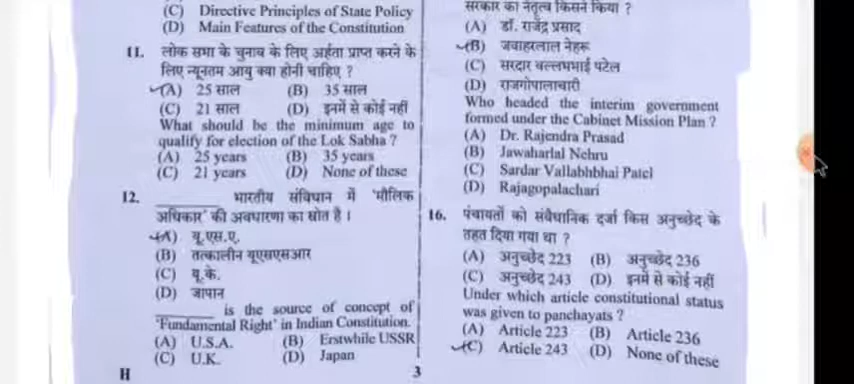 (C) Directive Principles of State Policy
(D) Main Features of the Constitution
11. लोक सभा के चुनाव के लिए अर्हता प्राप्त करने के
लिए न्यूनतम आयु क्या होनी चाहिए ?
(A) 25 साल (B) 35 साल
(C) 21 साल (D) इनमें से कोई नहीं
What should be the minimum age to
qualify for election of the Lok Sabha ?
(A) 25 years (B) 35 years
(C) 21 years (D) None of these
12. ________ भारतीय संविधान में 'मौलिक
अधिकार' की अवधारणा का स्रोत है ।
(A) यू.एस.ए.
(B) तत्कालीन यूएसएसआर
(C) यू.के.
(D) जापान
________ is the source of concept of
'Fundamental Right' in Indian Constitution.
(A) U.S.A. (B) Erstwhile USSR
(C) U.K. (D) Japan
सरकार का नेतृत्व किसने किया ?
(A) डॉ. राजेंद्र प्रसाद
(B) जवाहरलाल नेहरू
(C) सरदार वल्लभभाई पटेल
(D) राजगोपालाचारी
Who headed the interim government
formed under the Cabinet Mission Plan ?
(A) Dr. Rajendra Prasad
(B) Jawaharlal Nehru
(C) Sardar Vallabhbhai Patel
(D) Rajagopalachari
16. पंचायतों को संवैधानिक दर्जा किस अनुच्छेद के
तहत दिया गया था ?
(A) अनुच्छेद 223 (B) अनुच्छेद 236
(C) अनुच्छेद 243 (D) इनमें से कोई नहीं
Under which article constitutional status
was given to panchayats ?
(A) Article 223 (B) Article 236
(C) Article 243 (D) None of these
H 3